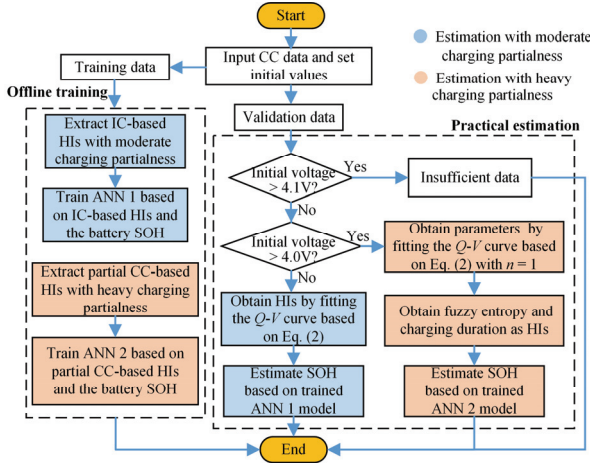 Start
Input CC data and set
initial values
Estimation with moderate
charging partialness
Estimation with heavy
charging partialness
Training data
Offline training
Extract IC-based
HIs with moderate
charging partialness
Train ANN 1 based
on IC-based HIs and
the battery SOH
Extract partial CC-based
HIs with heavy charging
partialness
Train ANN 2 based on
partial CC-based HIs
and the battery SOH
Validation data
Practical estimation
Initial voltage
> 4.1V?
Yes
Insufficient data
No
Initial voltage
> 4.0V?
Yes
Obtain parameters by
fitting the Q-V curve based
on Eq. (2) with n = 1
No
Obtain HIs by fitting
the Q-V curve based
on Eq. (2)
Obtain fuzzy entropy and
charging duration as HIs
Estimate SOH
based on trained
ANN 1 model
Estimate SOH
based on trained
ANN 2 model
End